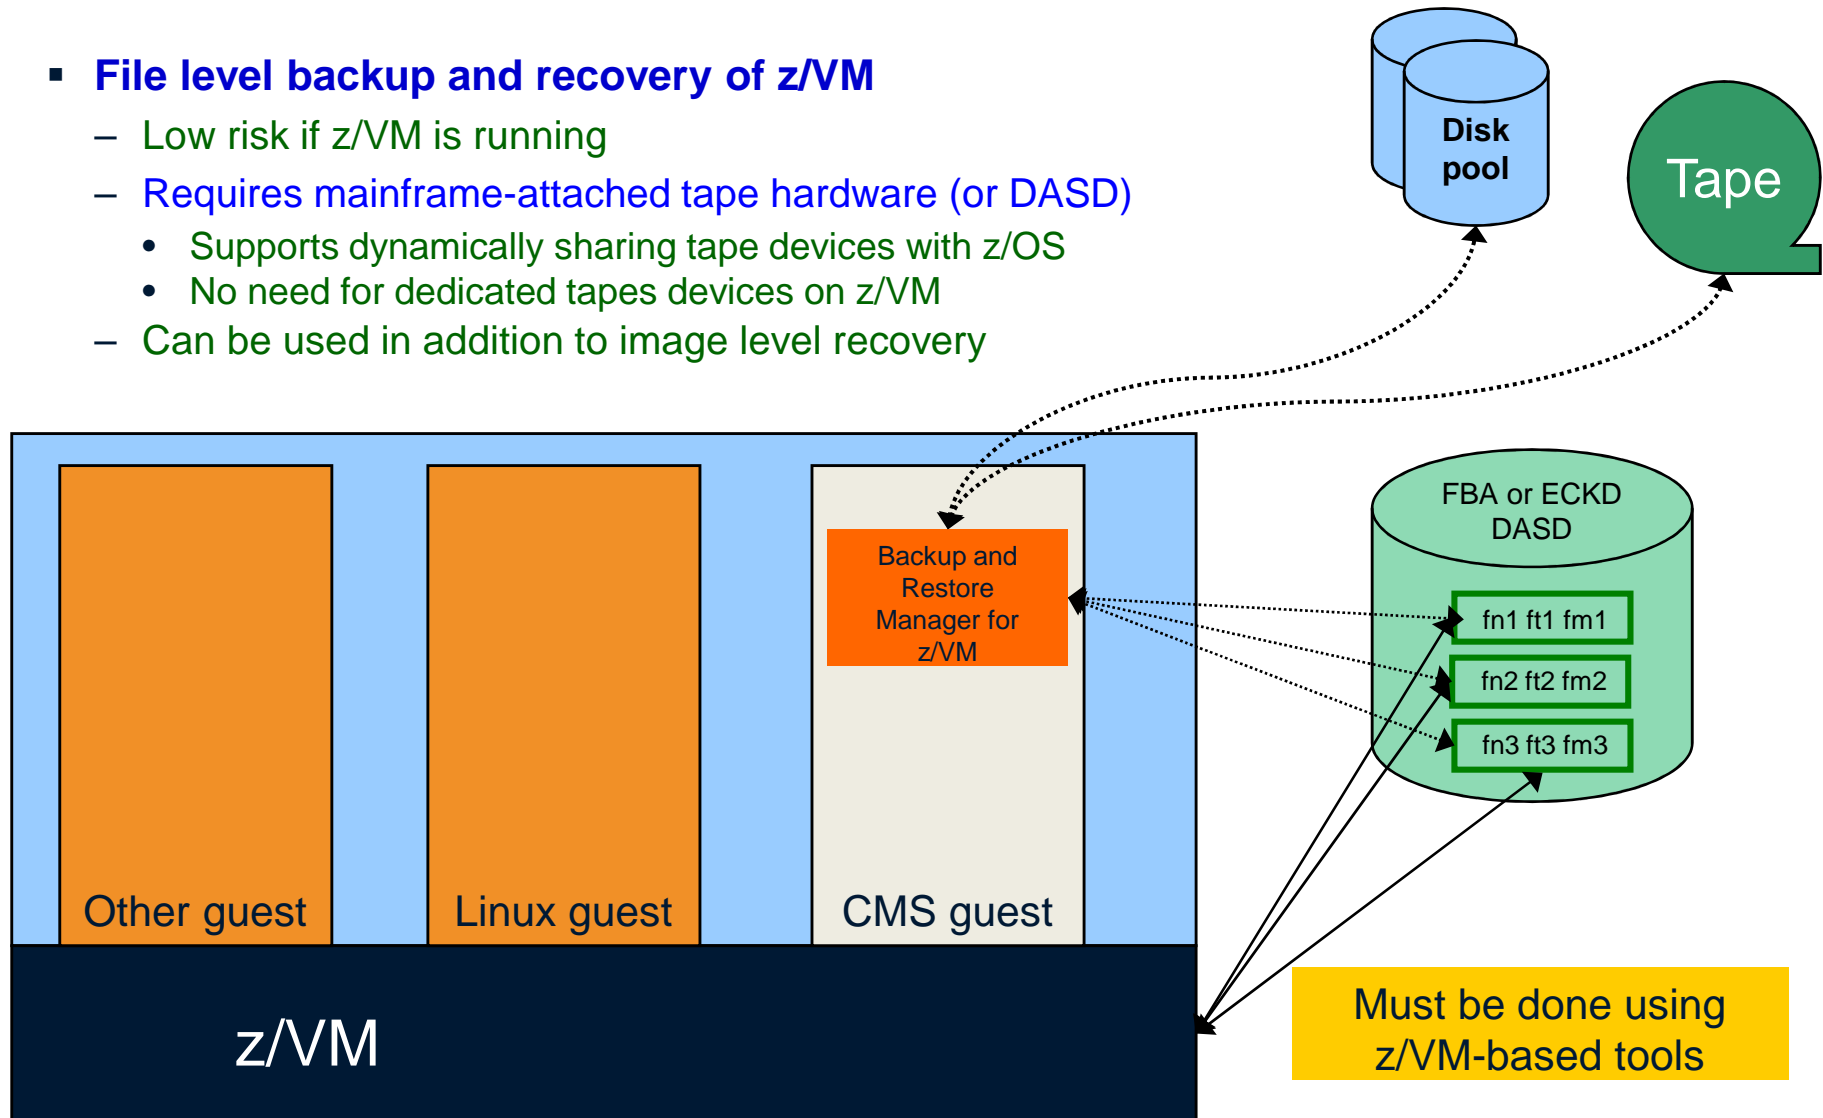 ▪ File level backup and recovery of z/VM
– Low risk if z/VM is running
– Requires mainframe-attached tape hardware (or DASD)
• Supports dynamically sharing tape devices with z/OS
• No need for dedicated tapes devices on z/VM
– Can be used in addition to image level recovery
Disk
pool
Tape
Backup and
Restore
Manager for
z/VM
FBA or ECKD
DASD
fn1 ft1 fm1
fn2 ft2 fm2
fn3 ft3 fm3
Other guest
Linux guest
CMS guest
z/VM
Must be done using
z/VM-based tools